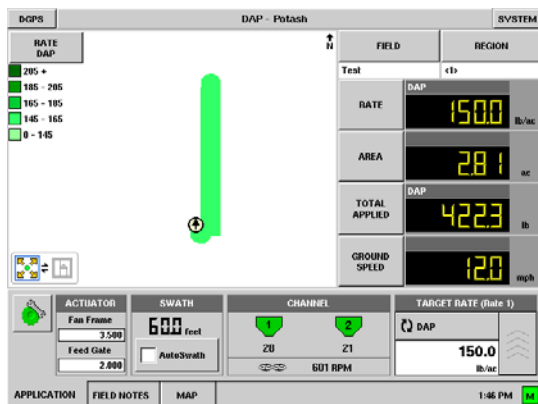 DGPS
DAP - Potash
SYSTEM
RATE
DAP
205 +
185 - 205
165 - 185
145 - 165
0 - 145
N
FIELD
REGION
Test
<1>
RATE
DAP
150.0
lb/ac
AREA
2.81
ac
TOTAL
APPLIED
DAP
422.3
lb
GROUND
SPEED
12.0
mph
ACTUATOR
Fan Frame
3.500
Feed Gate
2.000
SWATH
60.0 feet
AutoSwath
CHANNEL
1
2
20
21
601 RPM
TARGET RATE (Rate 1)
DAP
150.0
lb/ac
APPLICATION
FIELD NOTES
MAP
1:46 PM
M